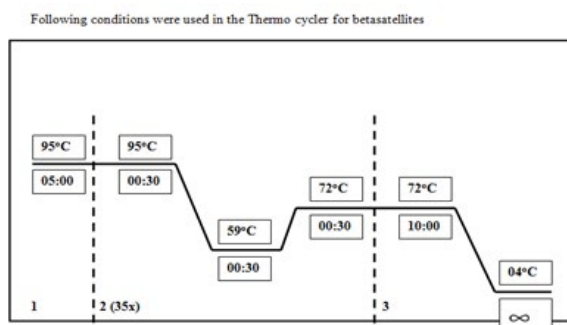 Following conditions were used in the Thermo cycler for betasatellites
95°C 95°C
05:00 00:30
72°C 72°C
00:30 10:00
59°C
00:30
04°C
∞
1 2 (35x) 3